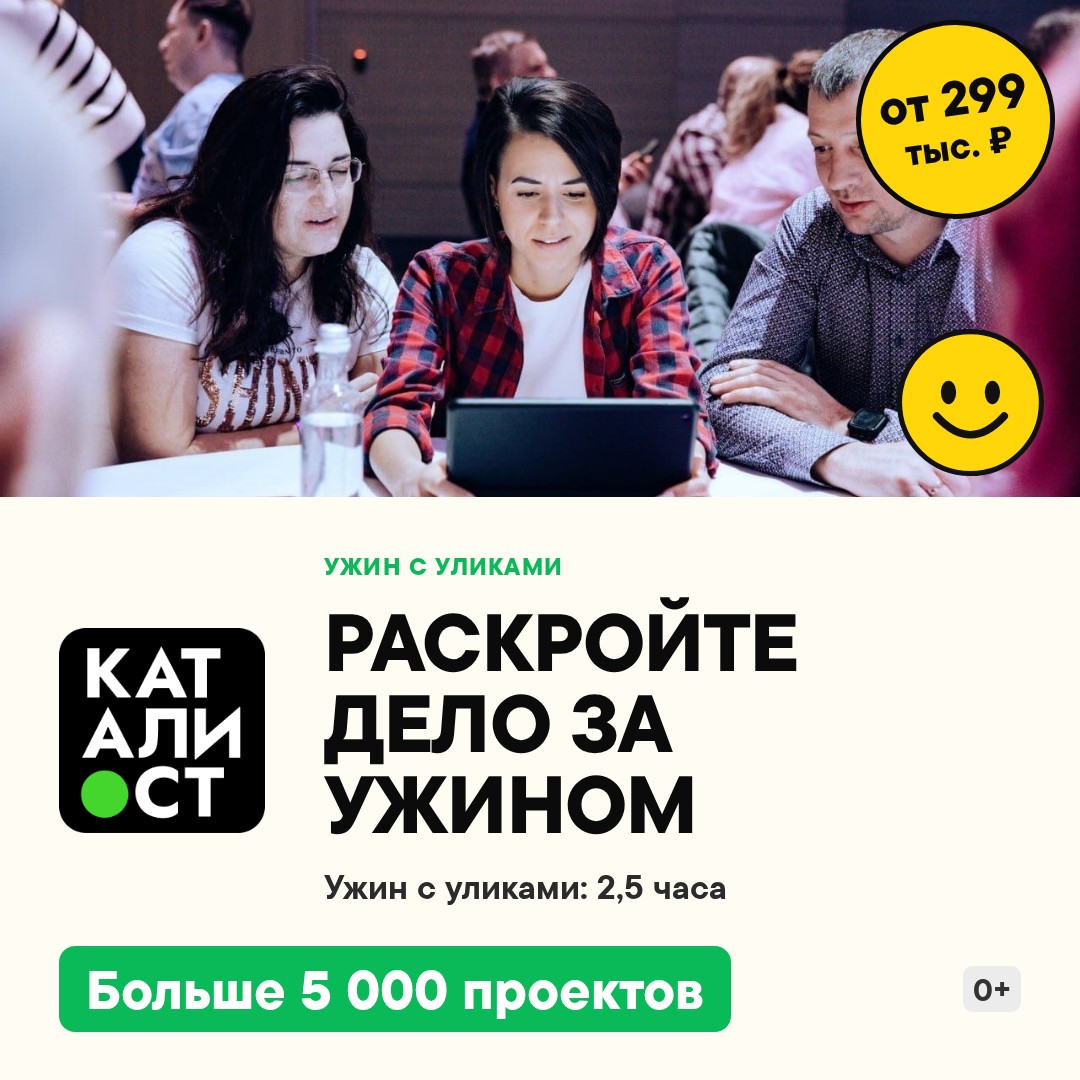 от 299
тыс. ₽
SHINE
УЖИН С УЛИКАМИ
РАСКРОЙТЕ
ДЕЛО ЗА
УЖИНОМ
КАТ
АЛИ
СТ
Ужин с уликами: 2,5 часа
Больше 5 000 проектов
0+